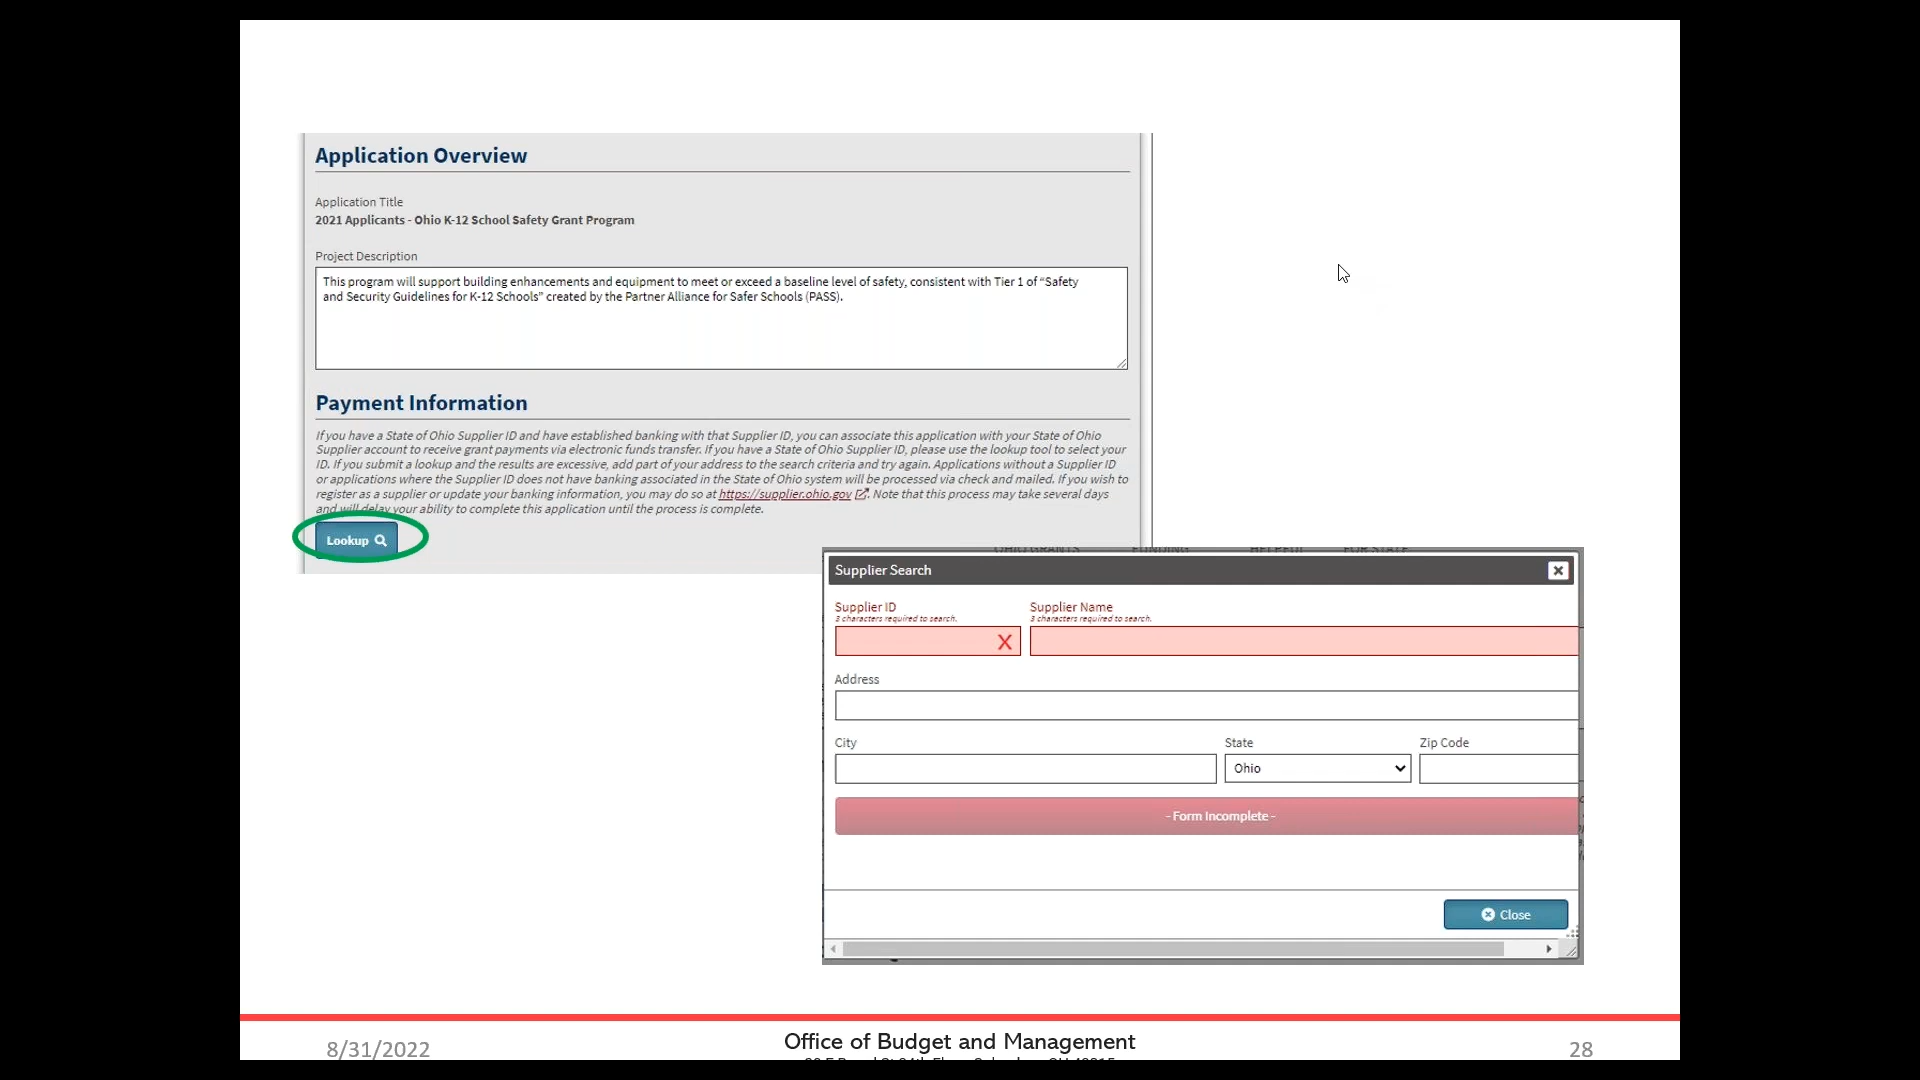 Application Overview
Application Title
2021 Applicants - Ohio K-12 School Safety Grant Program
Project Description
This program will support building enhancements and equipment to meet or exceed a baseline level of safety, consistent with Tier 1 of “Safety
and Security Guidelines for K-12 Schools” created by the Partner Alliance for Safer Schools (PASS).
Payment Information
If you have a State of Ohio Supplier ID and have established banking with that Supplier ID, you can associate this application with your State of Ohio
Supplier account to receive grant payments via electronic funds transfer. If you have a State of Ohio Supplier ID, please use the lookup tool to select your
ID. If you submit a lookup and the results are excessive, add part of your address to the search criteria and try again. Applications without a Supplier ID
or applications where the Supplier ID does not have banking associated in the State of Ohio system will be processed via check and mailed. If you wish to
register as a supplier or update your banking information, you may do so at https://supplier.ohio.gov. Note that this process may take several days
and will delay your ability to complete this application until the process is complete.
Lookup
OHIO GRANTS FUNDING HELPFUL FOR STATE
Supplier Search
Supplier ID Supplier Name
3 characters required to search. 3 characters required to search.
X
Address
City State Zip Code
Ohio
- Form Incomplete -
Close
8/31/2022 Office of Budget and Management 28